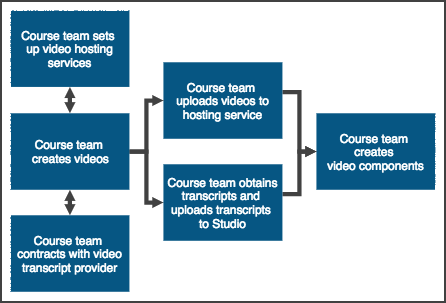 Course team sets
up video hosting
services
Course team
creates videos
Course team
contracts with video
transcript provider
Course team
uploads videos to
hosting service
Course team obtains
transcripts and
uploads transcripts
to Studio
Course team
creates
video components